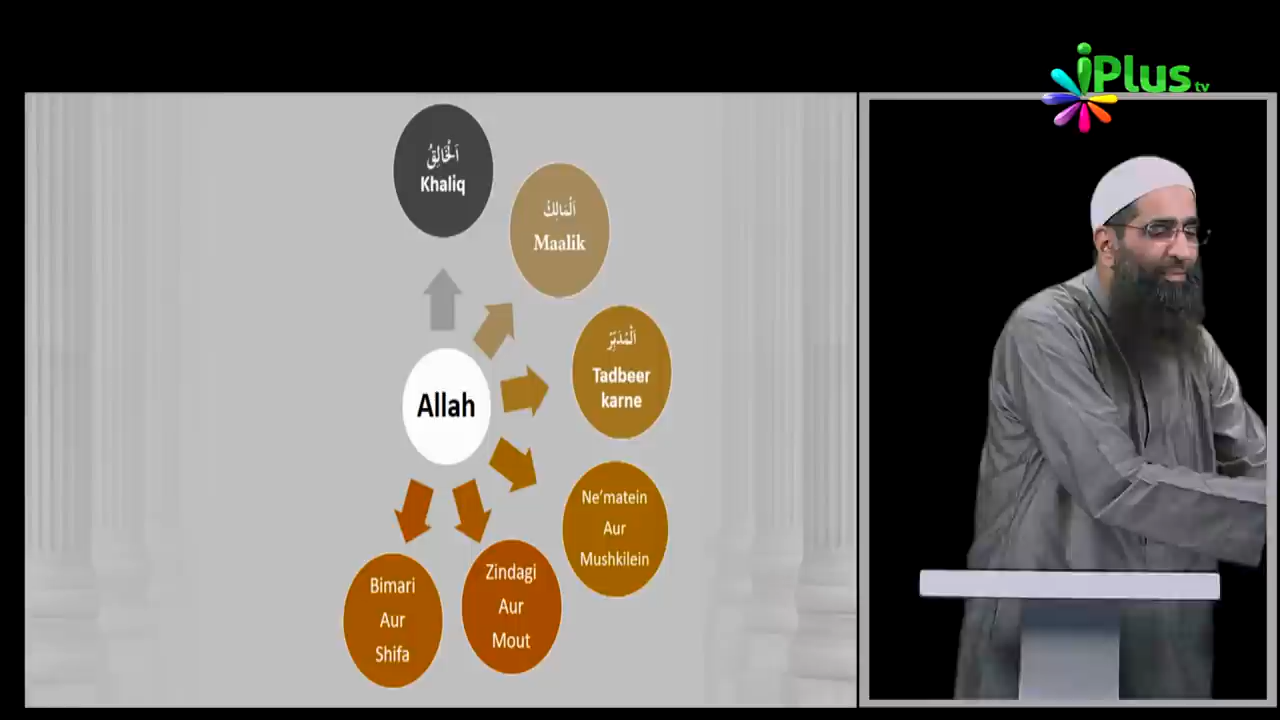 iPlus tv
اَلْخَالِقُ
Khaliq
اَلْمَالِكُ
Maalik
اَلْمُدَبِّرُ
Tadbeer
karne
Allah
Ne’matein
Aur
Mushkilein
Zindagi
Aur
Mout
Bimari
Aur
Shifa